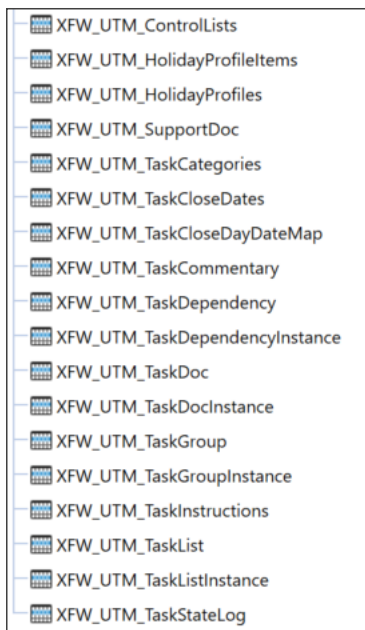 XFW_UTM_ControlLists
XFW_UTM_HolidayProfileItems
XFW_UTM_HolidayProfiles
XFW_UTM_SupportDoc
XFW_UTM_TaskCategories
XFW_UTM_TaskCloseDates
XFW_UTM_TaskCloseDayDateMap
XFW_UTM_TaskCommentary
XFW_UTM_TaskDependency
XFW_UTM_TaskDependencyInstance
XFW_UTM_TaskDoc
XFW_UTM_TaskDocInstance
XFW_UTM_TaskGroup
XFW_UTM_TaskGroupInstance
XFW_UTM_TaskInstructions
XFW_UTM_TaskList
XFW_UTM_TaskListInstance
XFW_UTM_TaskStateLog